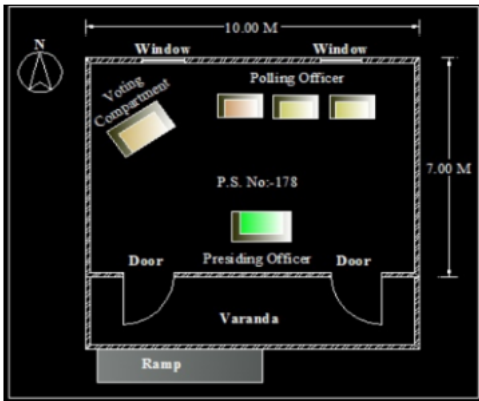 10.00 M
N
Window
Window
Voting
Compartment
Polling Officer
7.00 M
P.S. No:-178
Door
Presiding Officer
Door
Varanda
Ramp